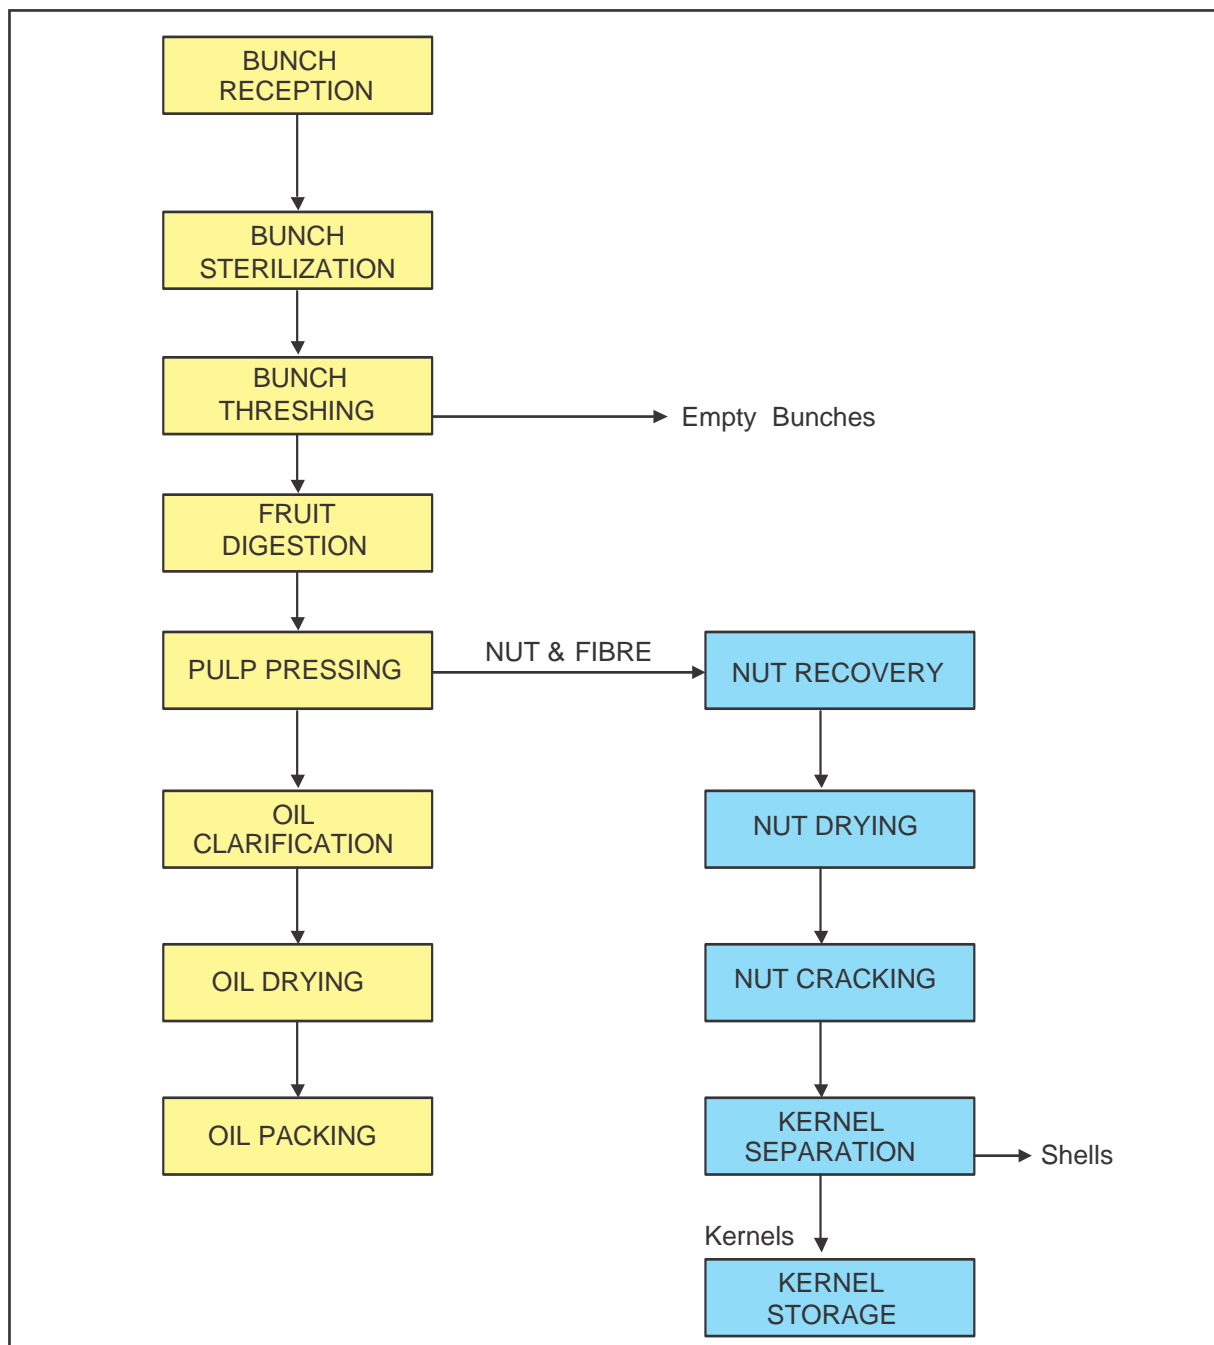 BUNCH
RECEPTION
BUNCH
STERILIZATION
BUNCH
THRESHING
Empty Bunches
FRUIT
DIGESTION
PULP PRESSING
NUT & FIBRE
NUT RECOVERY
OIL
CLARIFICATION
NUT DRYING
OIL DRYING
NUT CRACKING
OIL PACKING
KERNEL
SEPARATION
Shells
Kernels
KERNEL
STORAGE